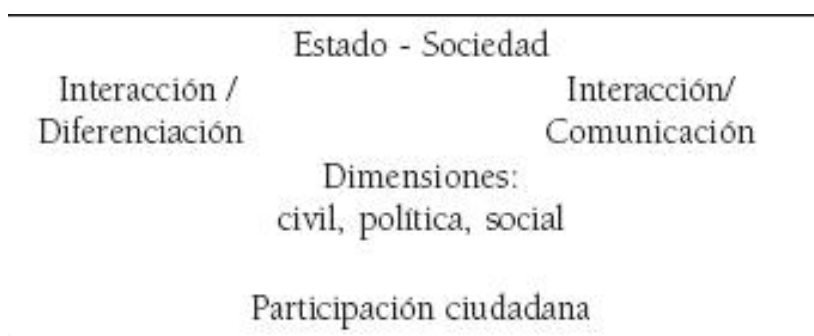 Estado - Sociedad
Interacción / Interacción/
Diferenciación Comunicación
Dimensiones:
civil, política, social
Participación ciudadana